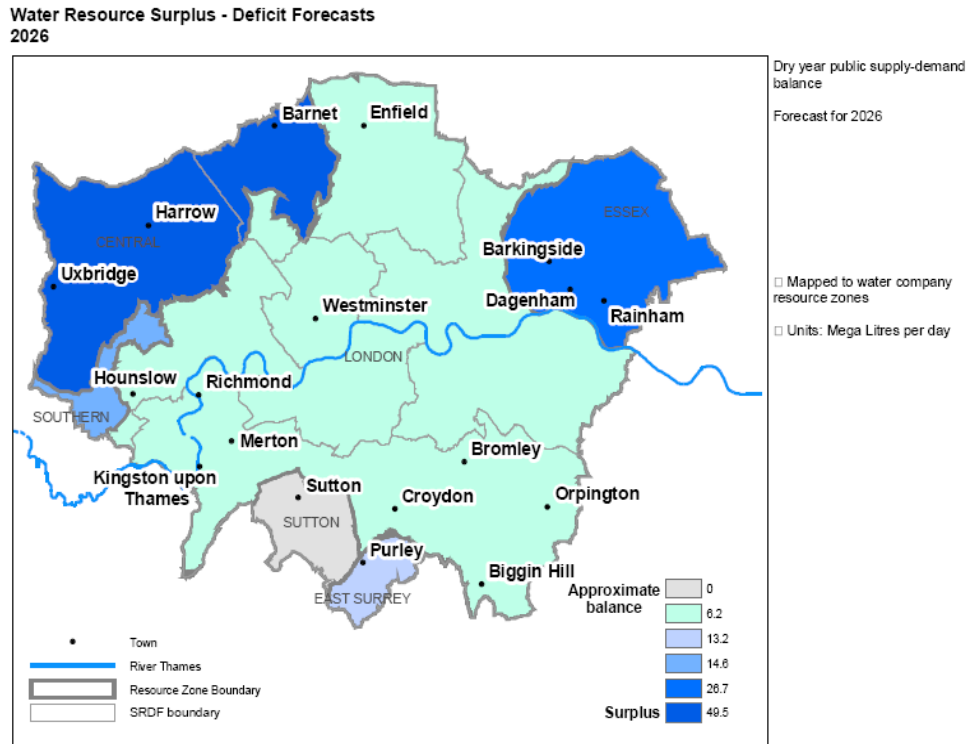 Water Resource Surplus - Deficit Forecasts
2026
Dry year public supply-demand
balance
Forecast for 2026
Barnet
Enfield
Harrow
CENTRAL
ESSEX
Barkingside
Uxbridge
Dagenham
Rainham
□ Mapped to water company
resource zones
□ Units: Mega Litres per day
Westminster
LONDON
Hounslow
Richmond
SOUTHERN
Merton
Bromley
Kingston upon
Thames
Sutton
SUTTON
Croydon
Orpington
Purley
EAST SURREY
Biggin Hill
Approximate
balance
0
6.2
13.2
14.6
26.7
Surplus
49.5
Town
River Thames
Resource Zone Boundary
SRDF boundary